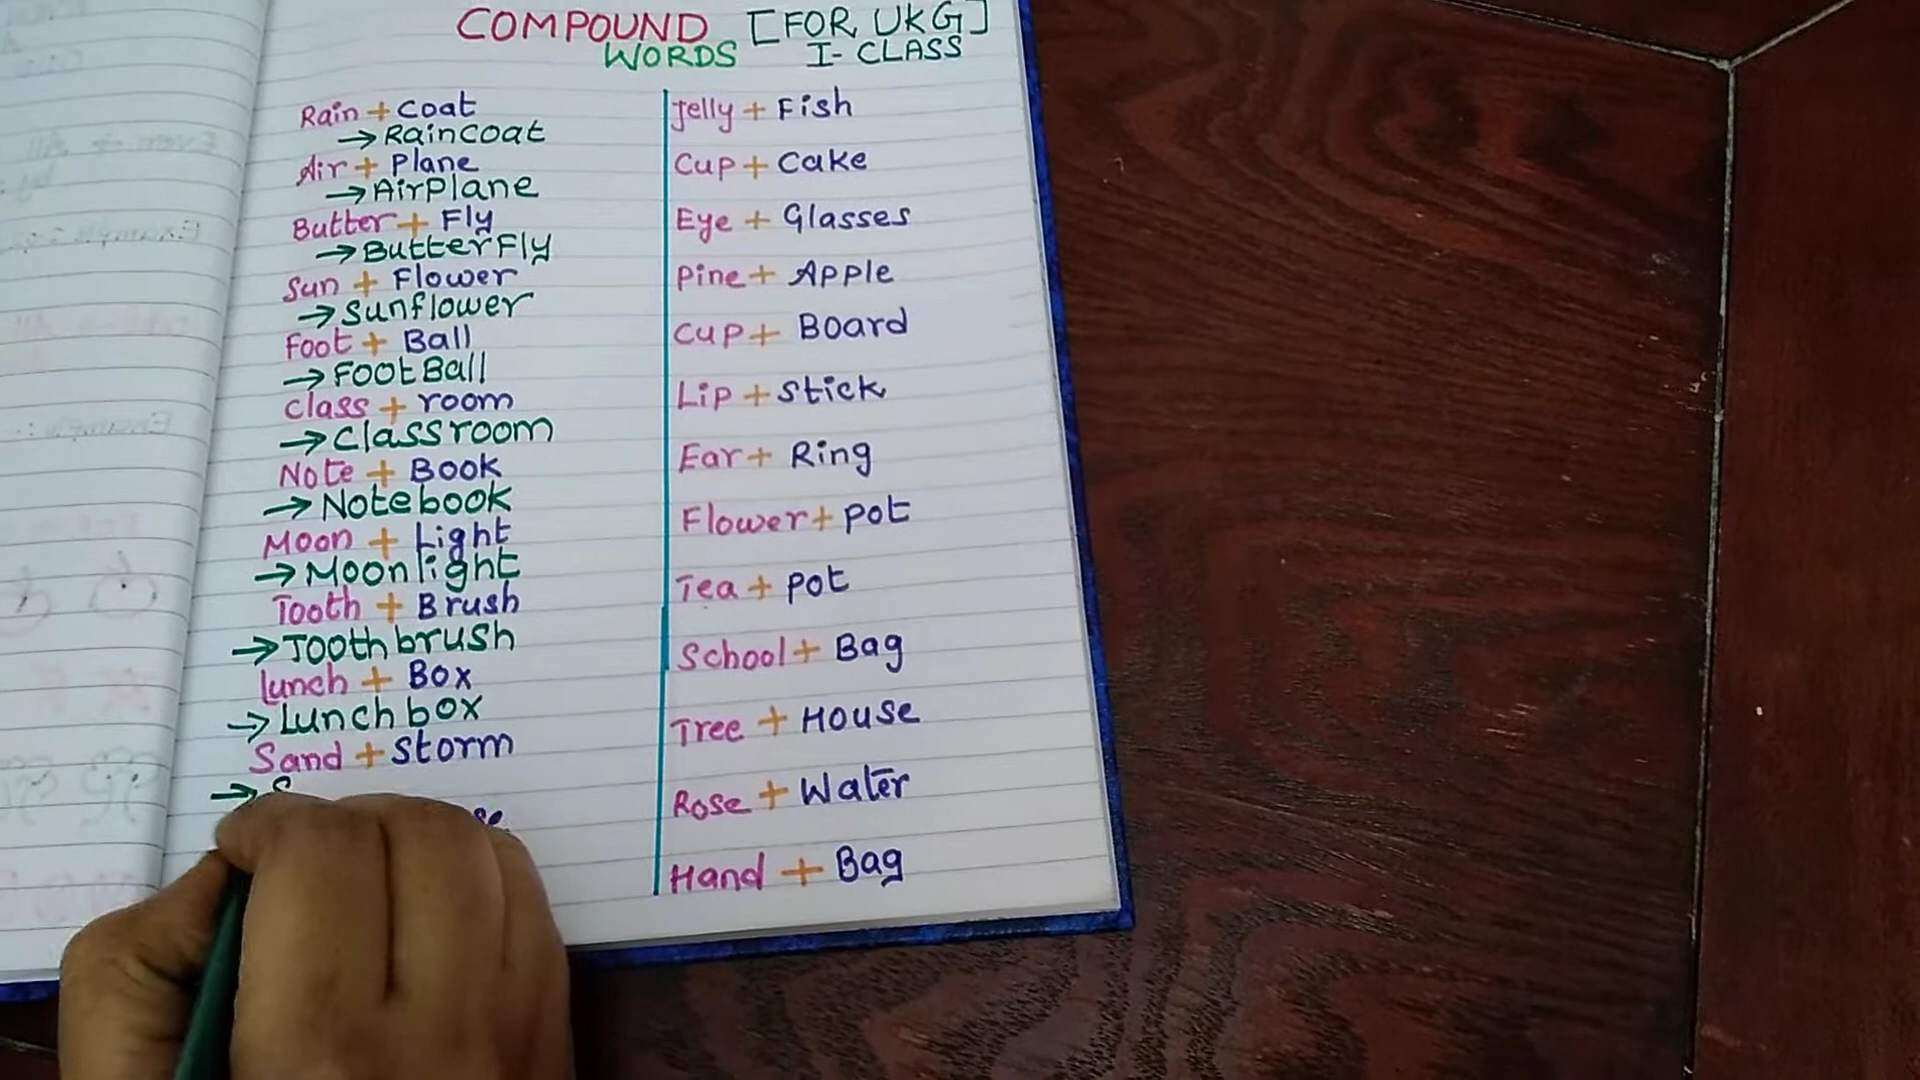 COMPOUND [FOR UKG]
WORDS I-CLASS
Rain + Coat
→ Raincoat
Air + Plane
→ AirPlane
Butter + Fly
→ ButterFly
Sun + Flower
→ Sunflower
Foot + Ball
→ FootBall
Class + room
→ Classroom
Note + Book
→ Notebook
Moon + Light
→ Moonlight
Tooth + Brush
→ Toothbrush
Lunch + Box
→ Lunchbox
Sand + Storm
→ S
Jelly + Fish
Cup + Cake
Eye + Glasses
Pine + Apple
Cup + Board
Lip + Stick
Ear + Ring
Flower + Pot
Tea + Pot
School + Bag
Tree + House
Rose + Water
Hand + Bag